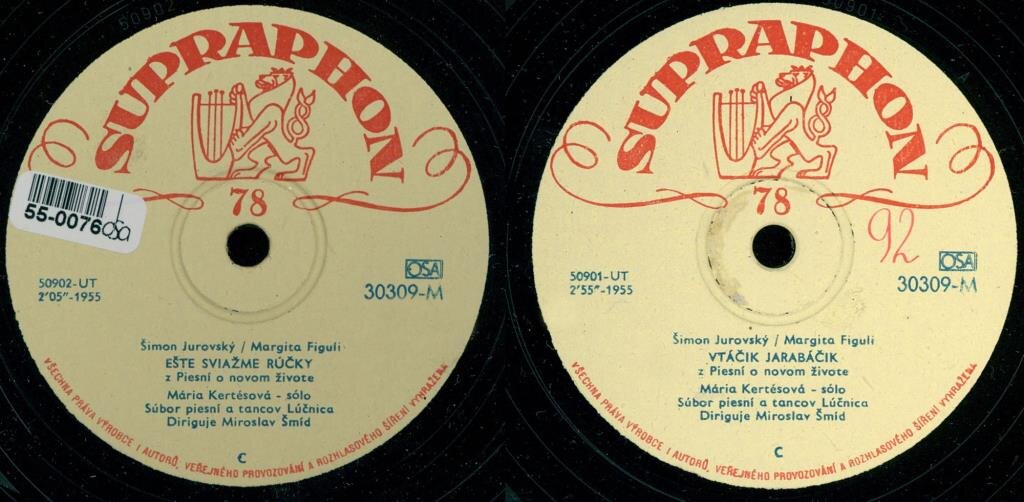 50902
SUPRAPHON
78
55-0076
osa
50902-UT
2'05"-1955
OSA
30309-M
Šimon Jurovský / Margita Figuli
EŠTE SVIAŽME RÚČKY
z Piesní o novom živote
Mária Kertésová - sólo
Súbor piesní a tancov Lúčnica
Diriguje Miroslav Šmíd
C
VŠECHNA PRÁVA VÝROBCE I AUTORŮ, VEŘEJNÉHO PROVOZOVÁNÍ A ROZHLASOVÉHO ŠÍŘENÍ VYHRAŽENA
50901
SUPRAPHON
78
92
50901-UT
2'55"-1955
OSA
30309-M
Šimon Jurovský / Margita Figuli
VTÁČIK JARABÁČIK
z Piesní o novom živote
Mária Kertésová - sólo
Súbor piesní a tancov Lúčnica
Diriguje Miroslav Šmíd
C
VŠECHNA PRÁVA VÝROBCE I AUTORŮ, VEŘEJNÉHO PROVOZOVÁNÍ A ROZHLASOVÉHO ŠÍŘENÍ VYHRAŽENA